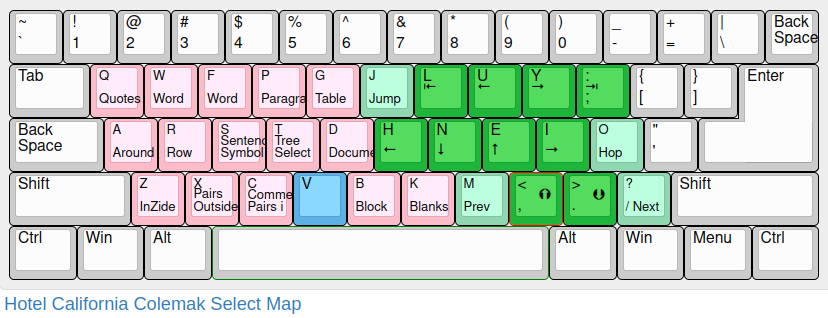 ~ ! @ # $ % ^ & * ( ) _ + | Back Space
` 1 2 3 4 5 6 7 8 9 0 - = \
Tab Q W F P G J L U Y : { } Enter
Quotes Word Word Paragra Table Jump ⇤ ← → ⇥ ; [ ]
Back Space A R S Sentenc T Tree D H N E I O "
Around Row Symbol Select Docume ← ↓ ↑ → Hop '
Shift Z X Pairs C Comme V B K M < > ? Shift
InZide Outside Pairs i Block Blanks Prev , . / Next
Ctrl Win Alt Alt Win Menu Ctrl
Hotel California Colemak Select Map